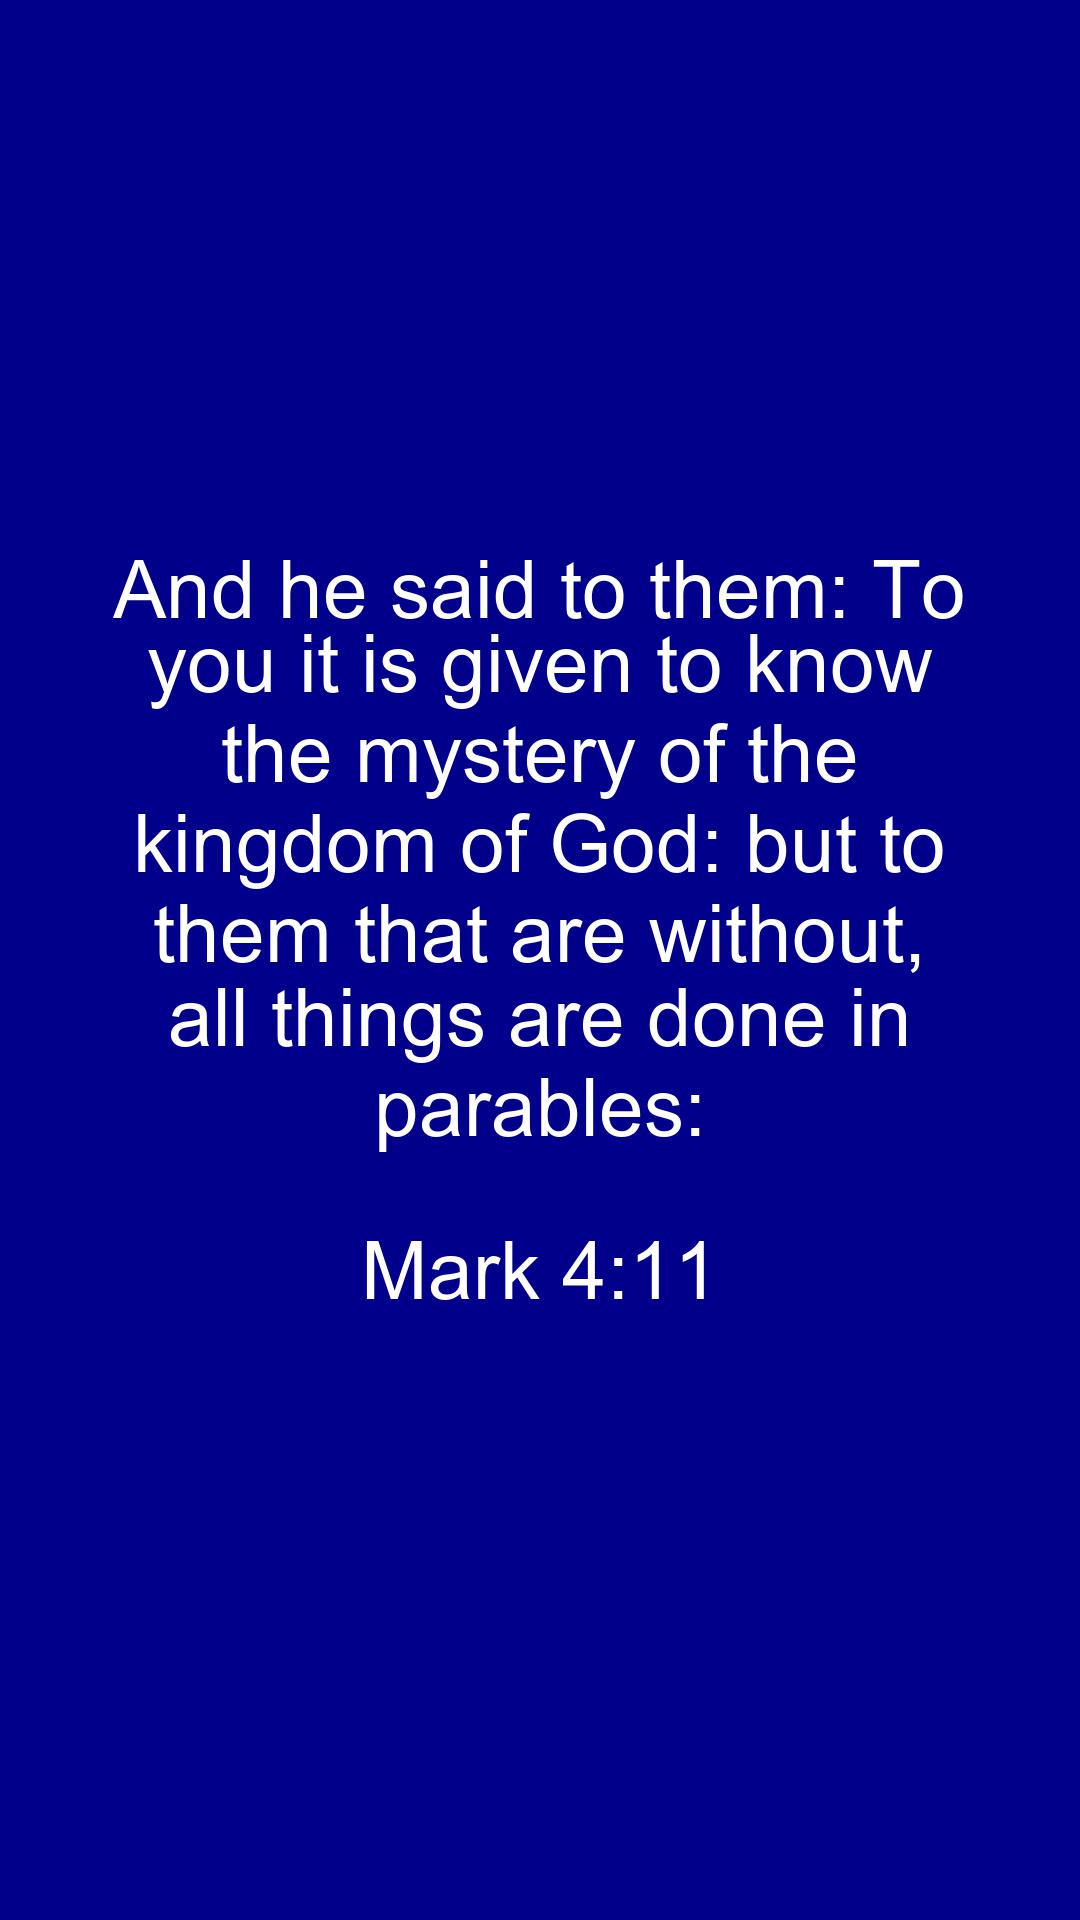 And he said to them: To
you it is given to know
the mystery of the
kingdom of God: but to
them that are without,
all things are done in
parables:
Mark 4:11